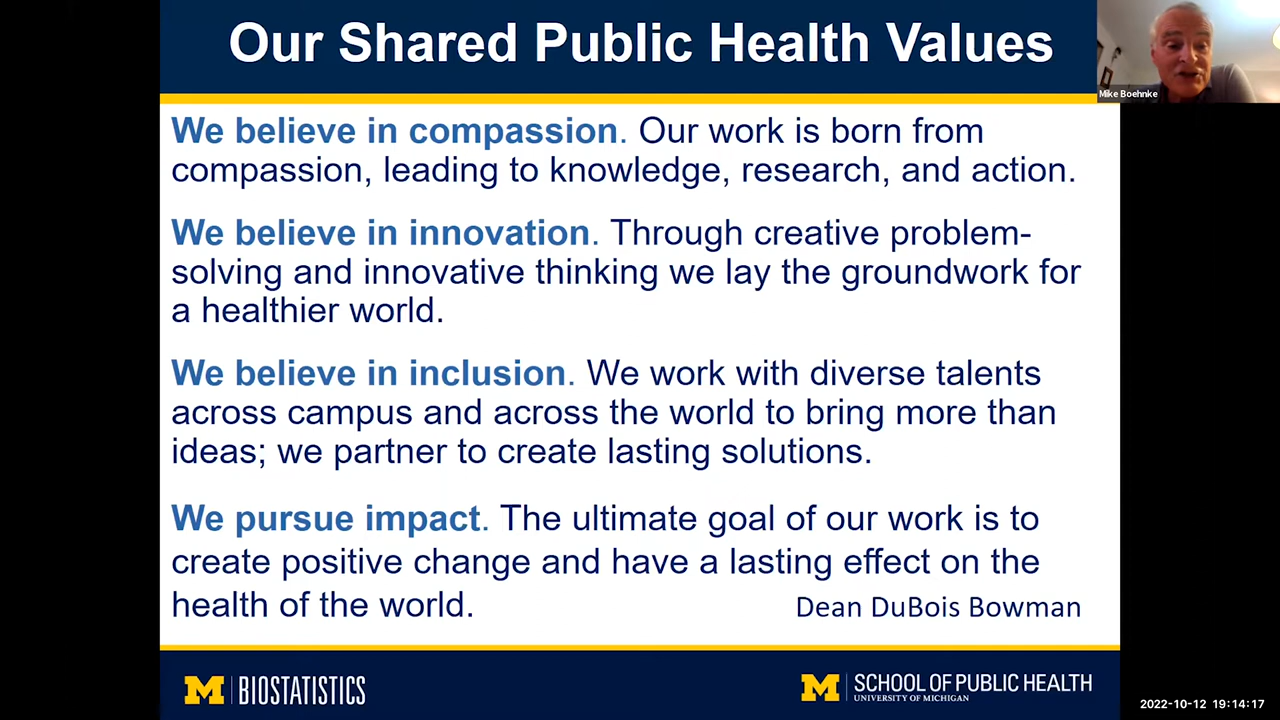 Our Shared Public Health Values
Mike Boehnke
We believe in compassion. Our work is born from
compassion, leading to knowledge, research, and action.
We believe in innovation. Through creative problem-
solving and innovative thinking we lay the groundwork for
a healthier world.
We believe in inclusion. We work with diverse talents
across campus and across the world to bring more than
ideas; we partner to create lasting solutions.
We pursue impact. The ultimate goal of our work is to
create positive change and have a lasting effect on the
health of the world.
Dean DuBois Bowman
M BIOSTATISTICS
M SCHOOL OF PUBLIC HEALTH
UNIVERSITY OF MICHIGAN
2022-10-12 19:14:17